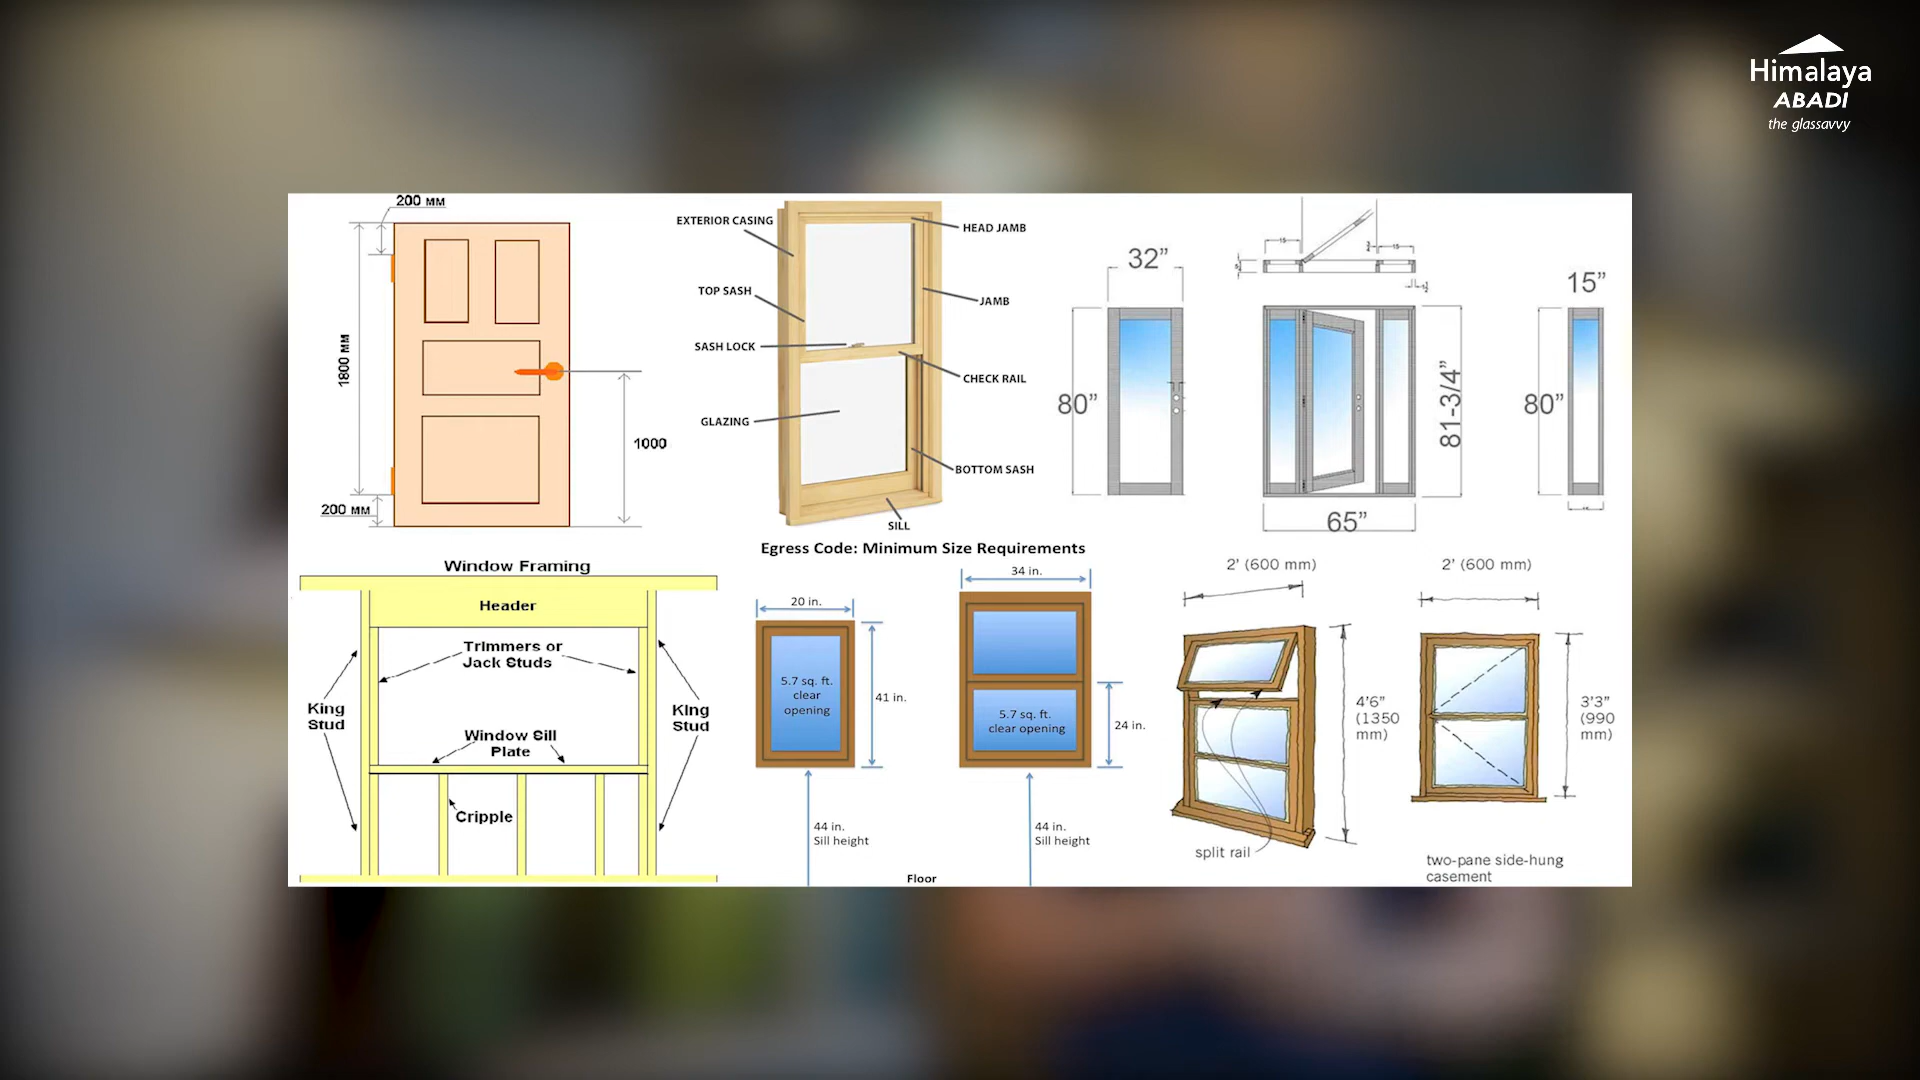 Himalaya
ABADI
the glassavvy
200 мм
1800 мм
1000
200 мм
EXTERIOR CASING
HEAD JAMB
TOP SASH
JAMB
SASH LOCK
CHECK RAIL
GLAZING
BOTTOM SASH
SILL
32”
80”
15
15
81-3/4”
65”
15”
80”
Window Framing
Header
Trimmers or
Jack Studs
King
Stud
King
Stud
Window Sill
Plate
Cripple
Egress Code: Minimum Size Requirements
20 in.
5.7 sq. ft.
clear
opening
41 in.
44 in.
Sill height
34 in.
5.7 sq. ft.
clear opening
24 in.
44 in.
Sill height
Floor
2' (600 mm)
4'6”
(1350
mm)
split rail
2' (600 mm)
3'3”
(990
mm)
two-pane side-hung
casement